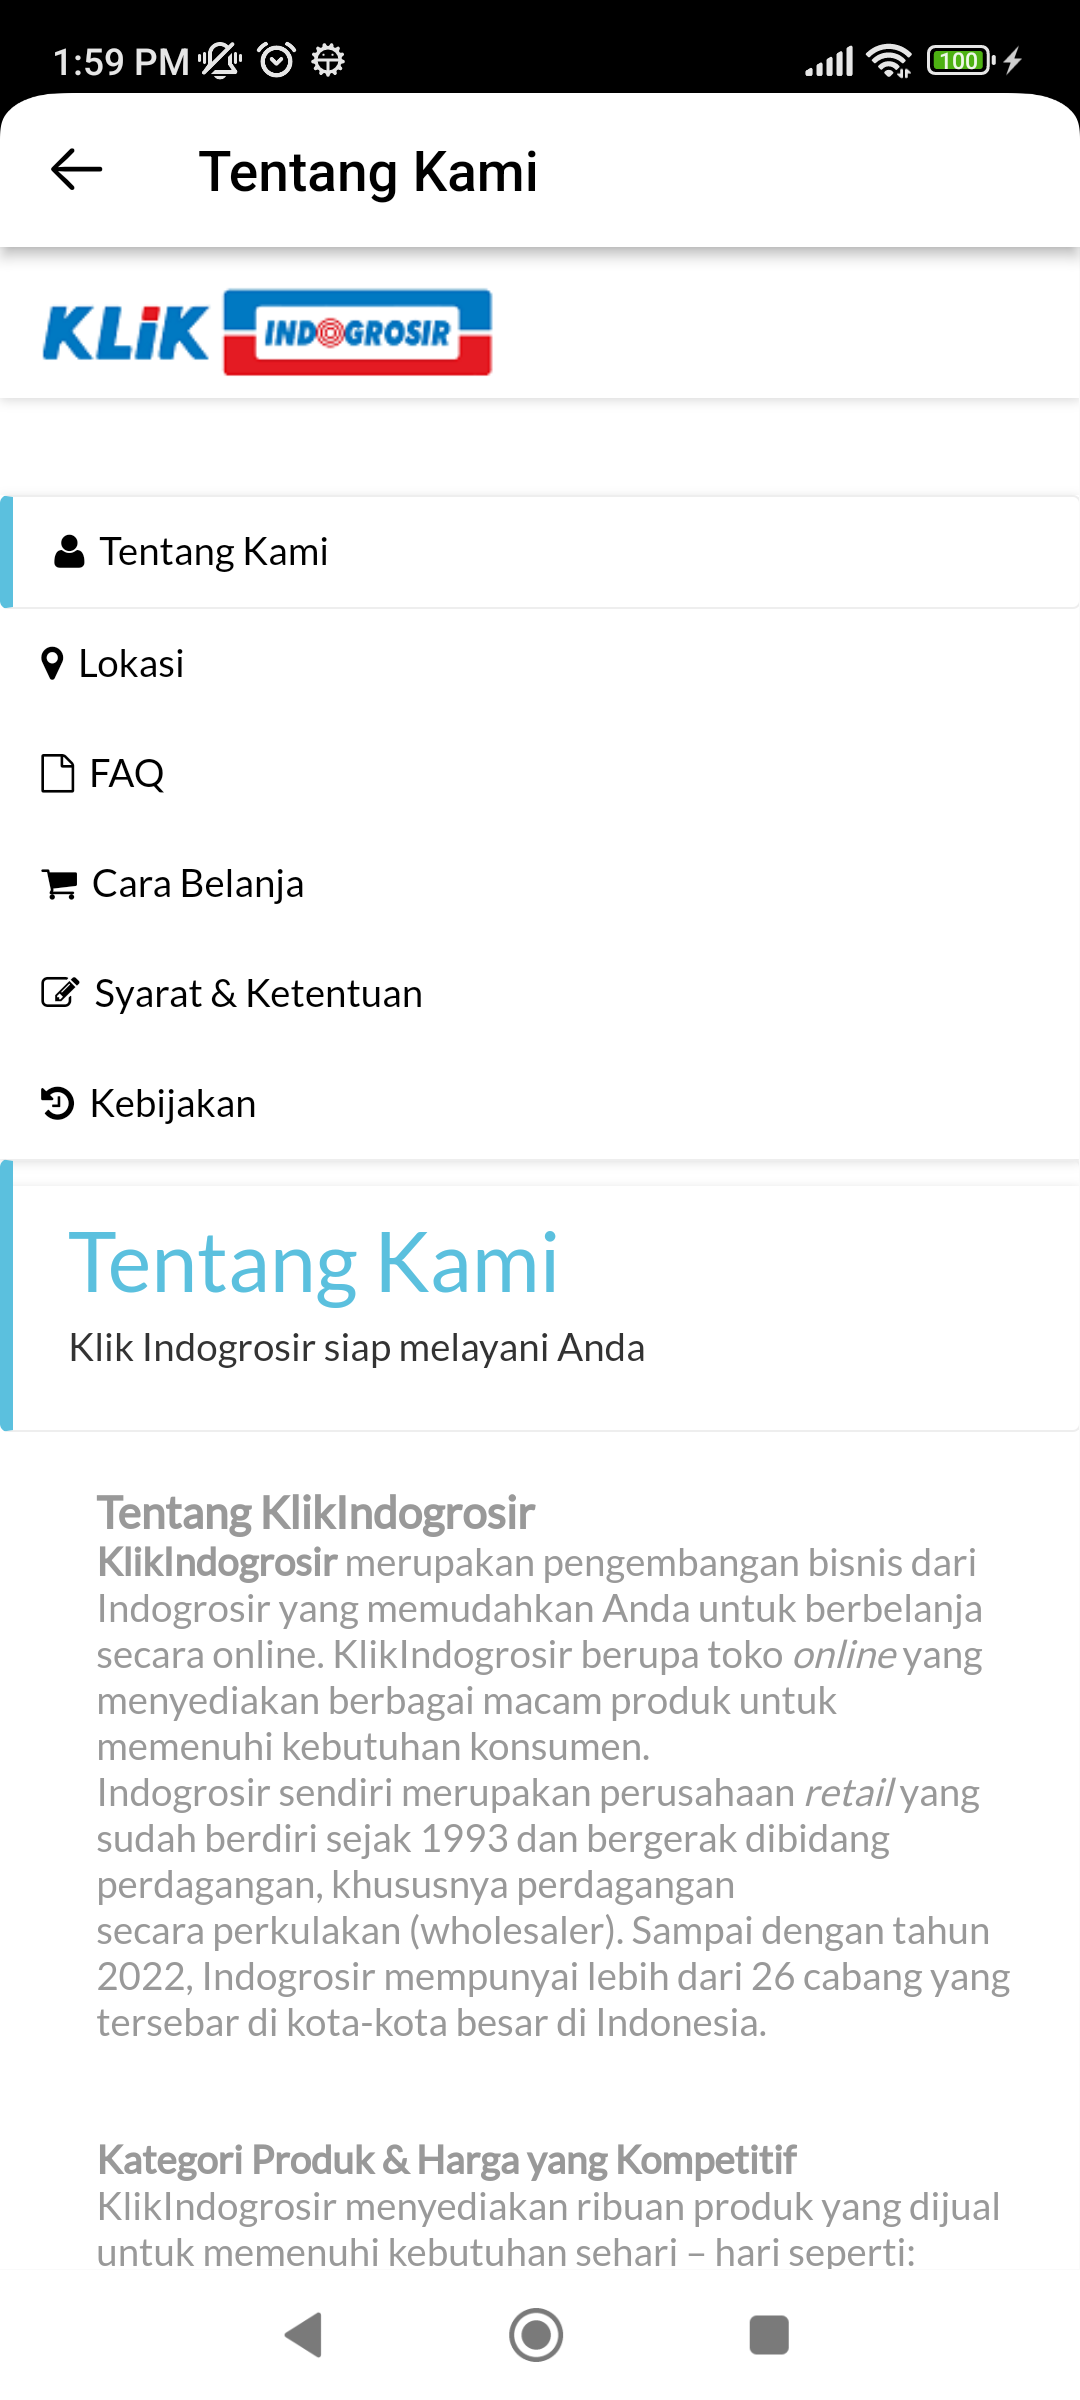 1:59 PM
100
Tentang Kami
KLiK INDOGROSIR
Tentang Kami
Lokasi
FAQ
Cara Belanja
Syarat & Ketentuan
Kebijakan
Tentang Kami
Klik Indogrosir siap melayani Anda
Tentang KlikIndogrosir
KlikIndogrosir merupakan pengembangan bisnis dari
Indogrosir yang memudahkan Anda untuk berbelanja
secara online. KlikIndogrosir berupa toko online yang
menyediakan berbagai macam produk untuk
memenuhi kebutuhan konsumen.
Indogrosir sendiri merupakan perusahaan retail yang
sudah berdiri sejak 1993 dan bergerak dibidang
perdagangan, khususnya perdagangan
secara perkulakan (wholesaler). Sampai dengan tahun
2022, Indogrosir mempunyai lebih dari 26 cabang yang
tersebar di kota-kota besar di Indonesia.
Kategori Produk & Harga yang Kompetitif
KlikIndogrosir menyediakan ribuan produk yang dijual
untuk memenuhi kebutuhan sehari – hari seperti: